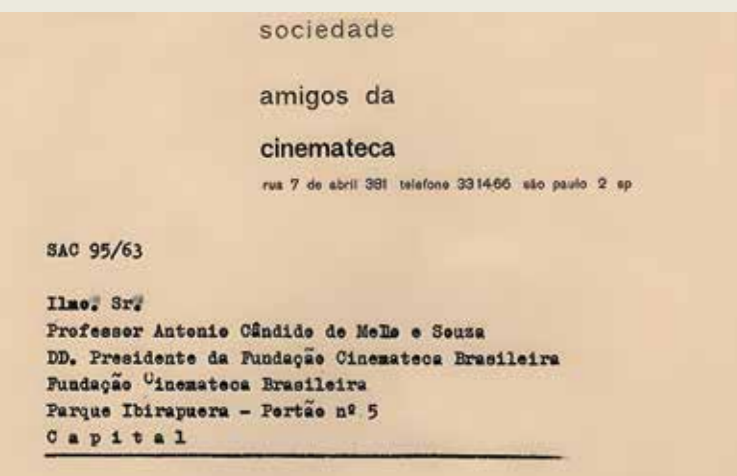 sociedade
amigos da
cinemateca
rua 7 de abril 381 telefone 331466 são paulo 2 sp
SAC 95/63
Ilmo. Sr.
Professor Antonio Cândido de Mello e Souza
DD. Presidente da Fundação Cinemateca Brasileira
Fundação Cinemateca Brasileira
Parque Ibirapuera - Portão nº 5
C a p i t a l